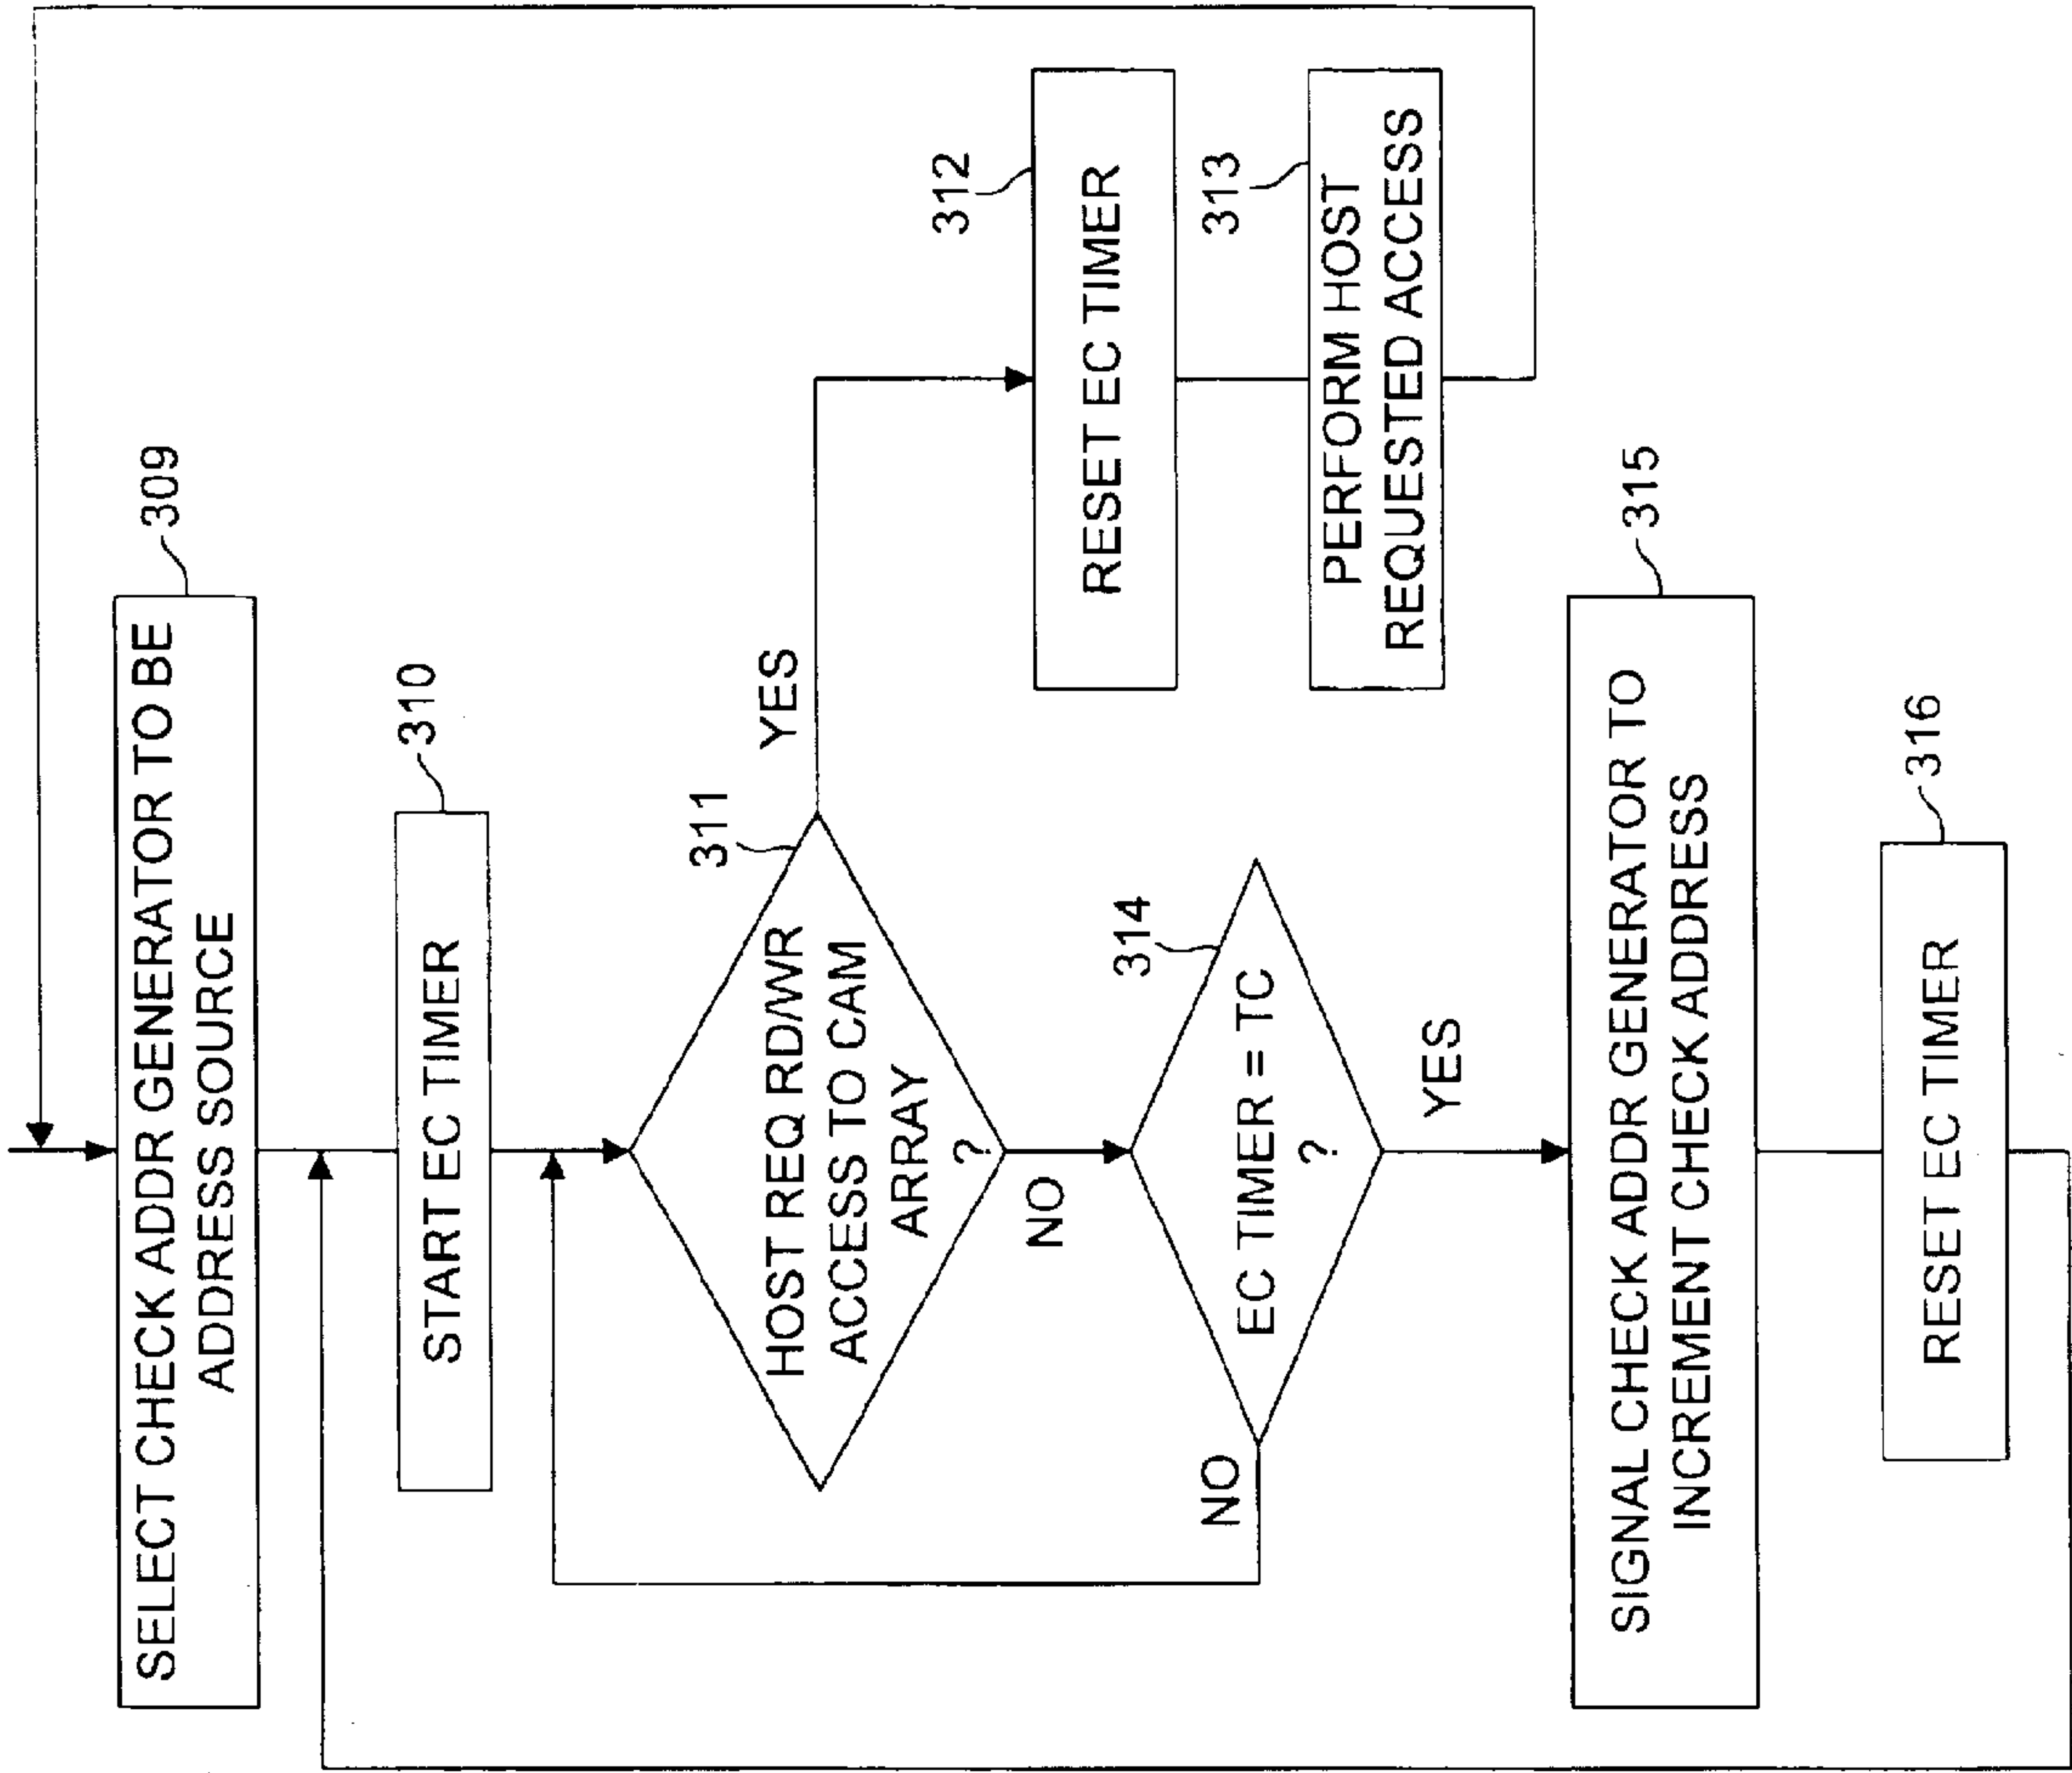 SELECT CHECK ADDR GENERATOR TO BE
ADDRESS SOURCE
309
START EC TIMER
310
HOST REQ RD/WR
ACCESS TO CAM
ARRAY
?
311
YES
NO
RESET EC TIMER
312
PERFORM HOST
REQUESTED ACCESS
313
EC TIMER = TC
?
314
NO
YES
SIGNAL CHECK ADDR GENERATOR TO
INCREMENT CHECK ADDRESS
315
RESET EC TIMER
316